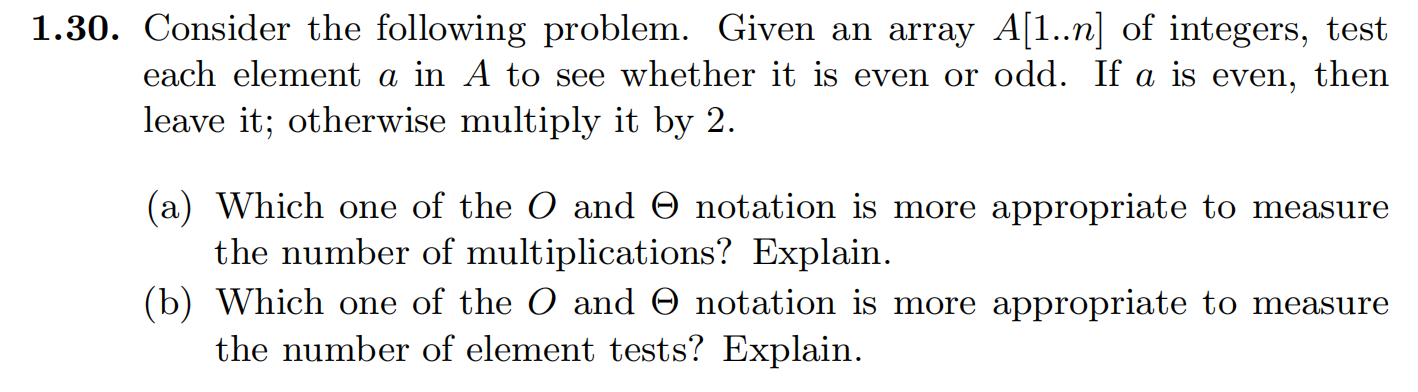 1.30. Consider the following problem. Given an array A[1..n] of integers, test
each element a in A to see whether it is even or odd. If a is even, then
leave it; otherwise multiply it by 2.
(a) Which one of the O and Θ notation is more appropriate to measure
the number of multiplications? Explain.
(b) Which one of the O and Θ notation is more appropriate to measure
the number of element tests? Explain.